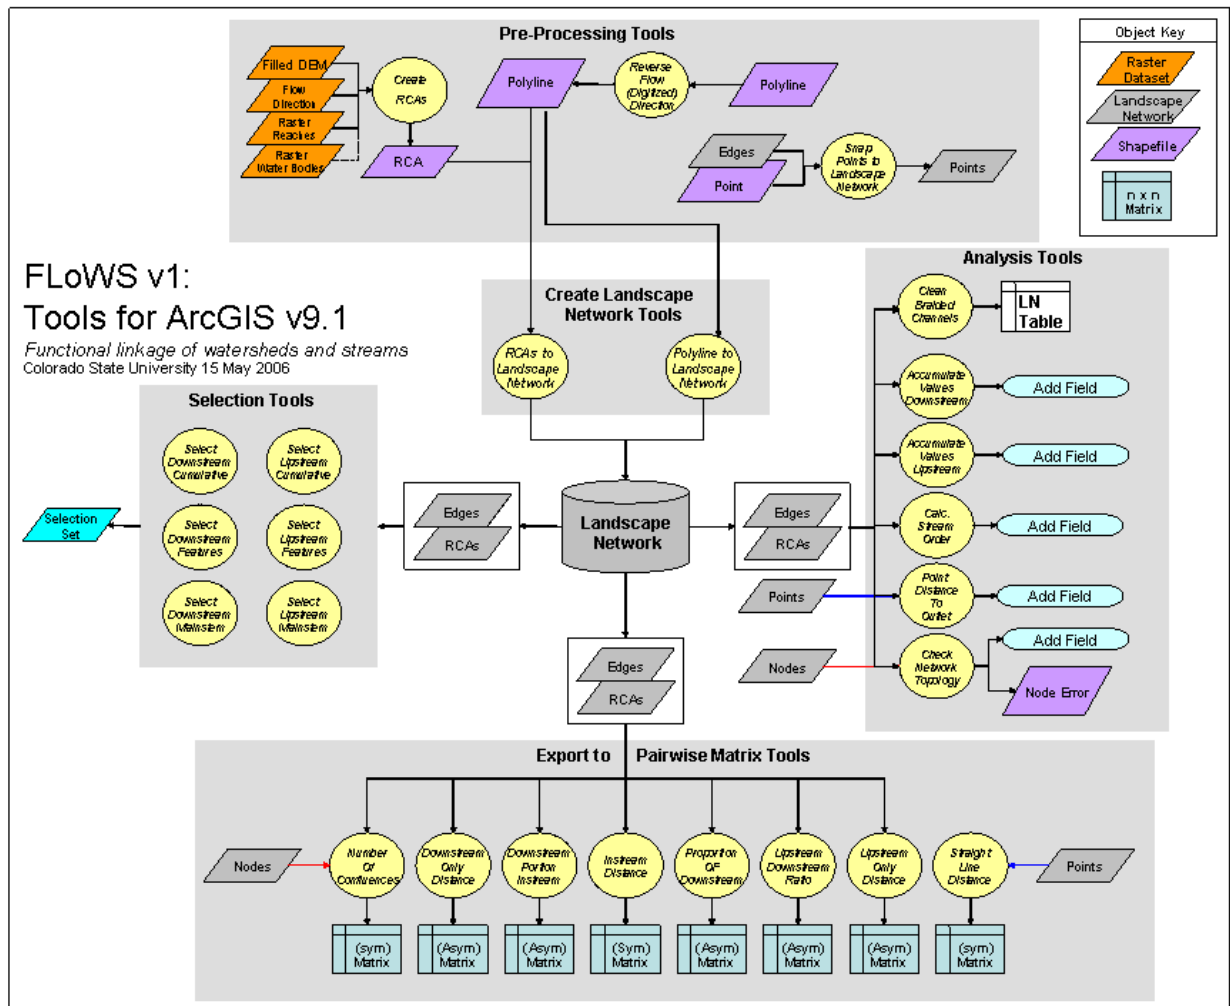 Pre-Processing Tools
Filled DEM
Flow
Direction
Raster
Reaches
Raster
Water Bodies
Create
RCAs
RCA
Polyline
Reverse
Flow
(Digitized)
Direction
Polyline
Edges
Point
Snap
Points to
Landscape
Network
Points
Object Key
Raster
Dataset
Landscape
Network
Shapefile
n x n
Matrix
FLoWS v1:
Tools for ArcGIS v9.1
Functional linkage of watersheds and streams
Colorado State University 15 May 2006
Create Landscape
Network Tools
RCAs to
Landscape
Network
Polyline to
Landscape
Network
Analysis Tools
Clean
Braided
Channels
LN
Table
Accumulate
Values
Downstream
Add Field
Accumulate
Values
Upstream
Add Field
Calc.
Stream
Order
Add Field
Point
Distance
To
Outlet
Add Field
Check
Network
Topology
Add Field
Node Error
Points
Nodes
Selection Tools
Select
Downstream
Cumulative
Select
Upstream
Cumulative
Select
Downstream
Features
Select
Upstream
Features
Select
Downstream
Mainstem
Select
Upstream
Mainstem
Selection
Set
Edges
RCAs
Landscape
Network
Edges
RCAs
Edges
RCAs
Export to Pairwise Matrix Tools
Nodes
Number
Of
Confluences
Downstream
Only
Distance
Downstream
Portion
Instream
Instream
Distance
Proportion
OF
Downstream
Upstream
Downstream
Ratio
Upstream
Only
Distance
Straight
Line
Distance
Points
(sym)
Matrix
(Asym)
Matrix
(Asym)
Matrix
(Sym)
Matrix
(Asym)
Matrix
(Asym)
Matrix
(Asym)
Matrix
(sym)
Matrix